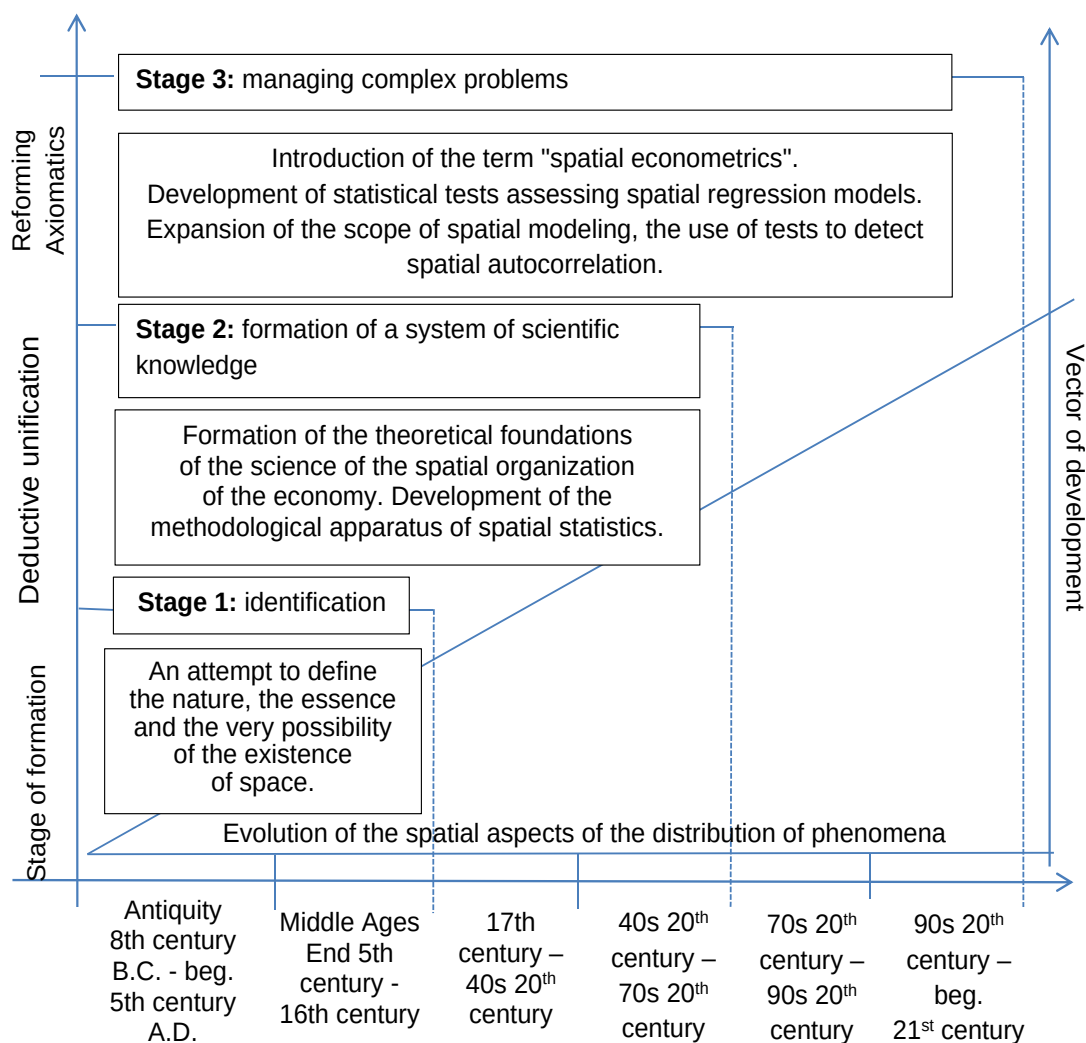 Stage 3: managing complex problems
Reforming
Axiomatics
Introduction of the term "spatial econometrics".
Development of statistical tests assessing spatial regression models.
Expansion of the scope of spatial modeling, the use of tests to detect
spatial autocorrelation.
Stage 2: formation of a system of scientific
knowledge
Deductive unification
Formation of the theoretical foundations
of the science of the spatial organization
of the economy. Development of the
methodological apparatus of spatial statistics.
Vector of development
Stage 1: identification
Stage of formation
An attempt to define
the nature, the essence
and the very possibility
of the existence
of space.
Evolution of the spatial aspects of the distribution of phenomena
Antiquity
8th century
B.C. - beg.
5th century
A.D.
Middle Ages
End 5th
century -
16th century
17th
century –
40s 20th
century
40s 20th
century –
70s 20th
century
70s 20th
century –
90s 20th
century
90s 20th
century –
beg.
21st century